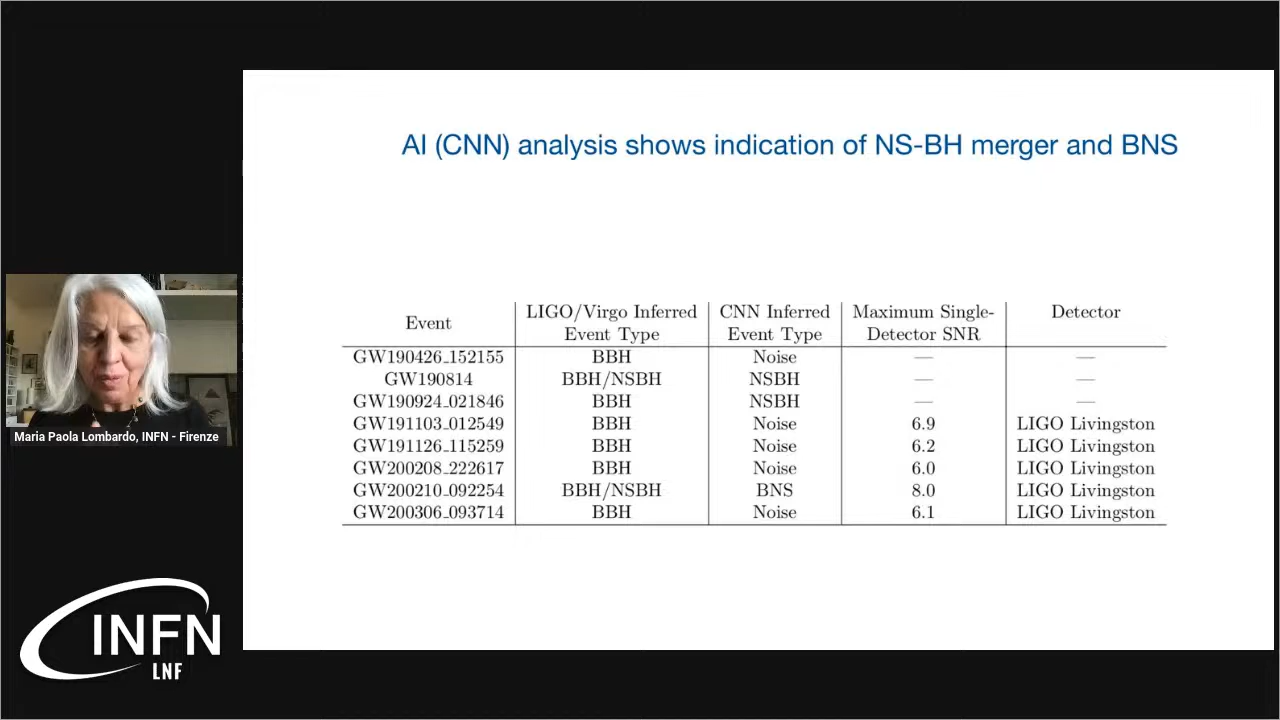 AI (CNN) analysis shows indication of NS-BH merger and BNS
Event LIGO/Virgo Inferred Event Type CNN Inferred Event Type Maximum Single-Detector SNR Detector
GW190426_152155 BBH Noise — —
GW190814 BBH/NSBH NSBH — —
GW190924_021846 BBH NSBH — —
GW191103_012549 BBH Noise 6.9 LIGO Livingston
GW191126_115259 BBH Noise 6.2 LIGO Livingston
GW200208_222617 BBH Noise 6.0 LIGO Livingston
GW200210_092254 BBH/NSBH BNS 8.0 LIGO Livingston
GW200306_093714 BBH Noise 6.1 LIGO Livingston
Maria Paola Lombardo, INFN - Firenze
INFN
LNF